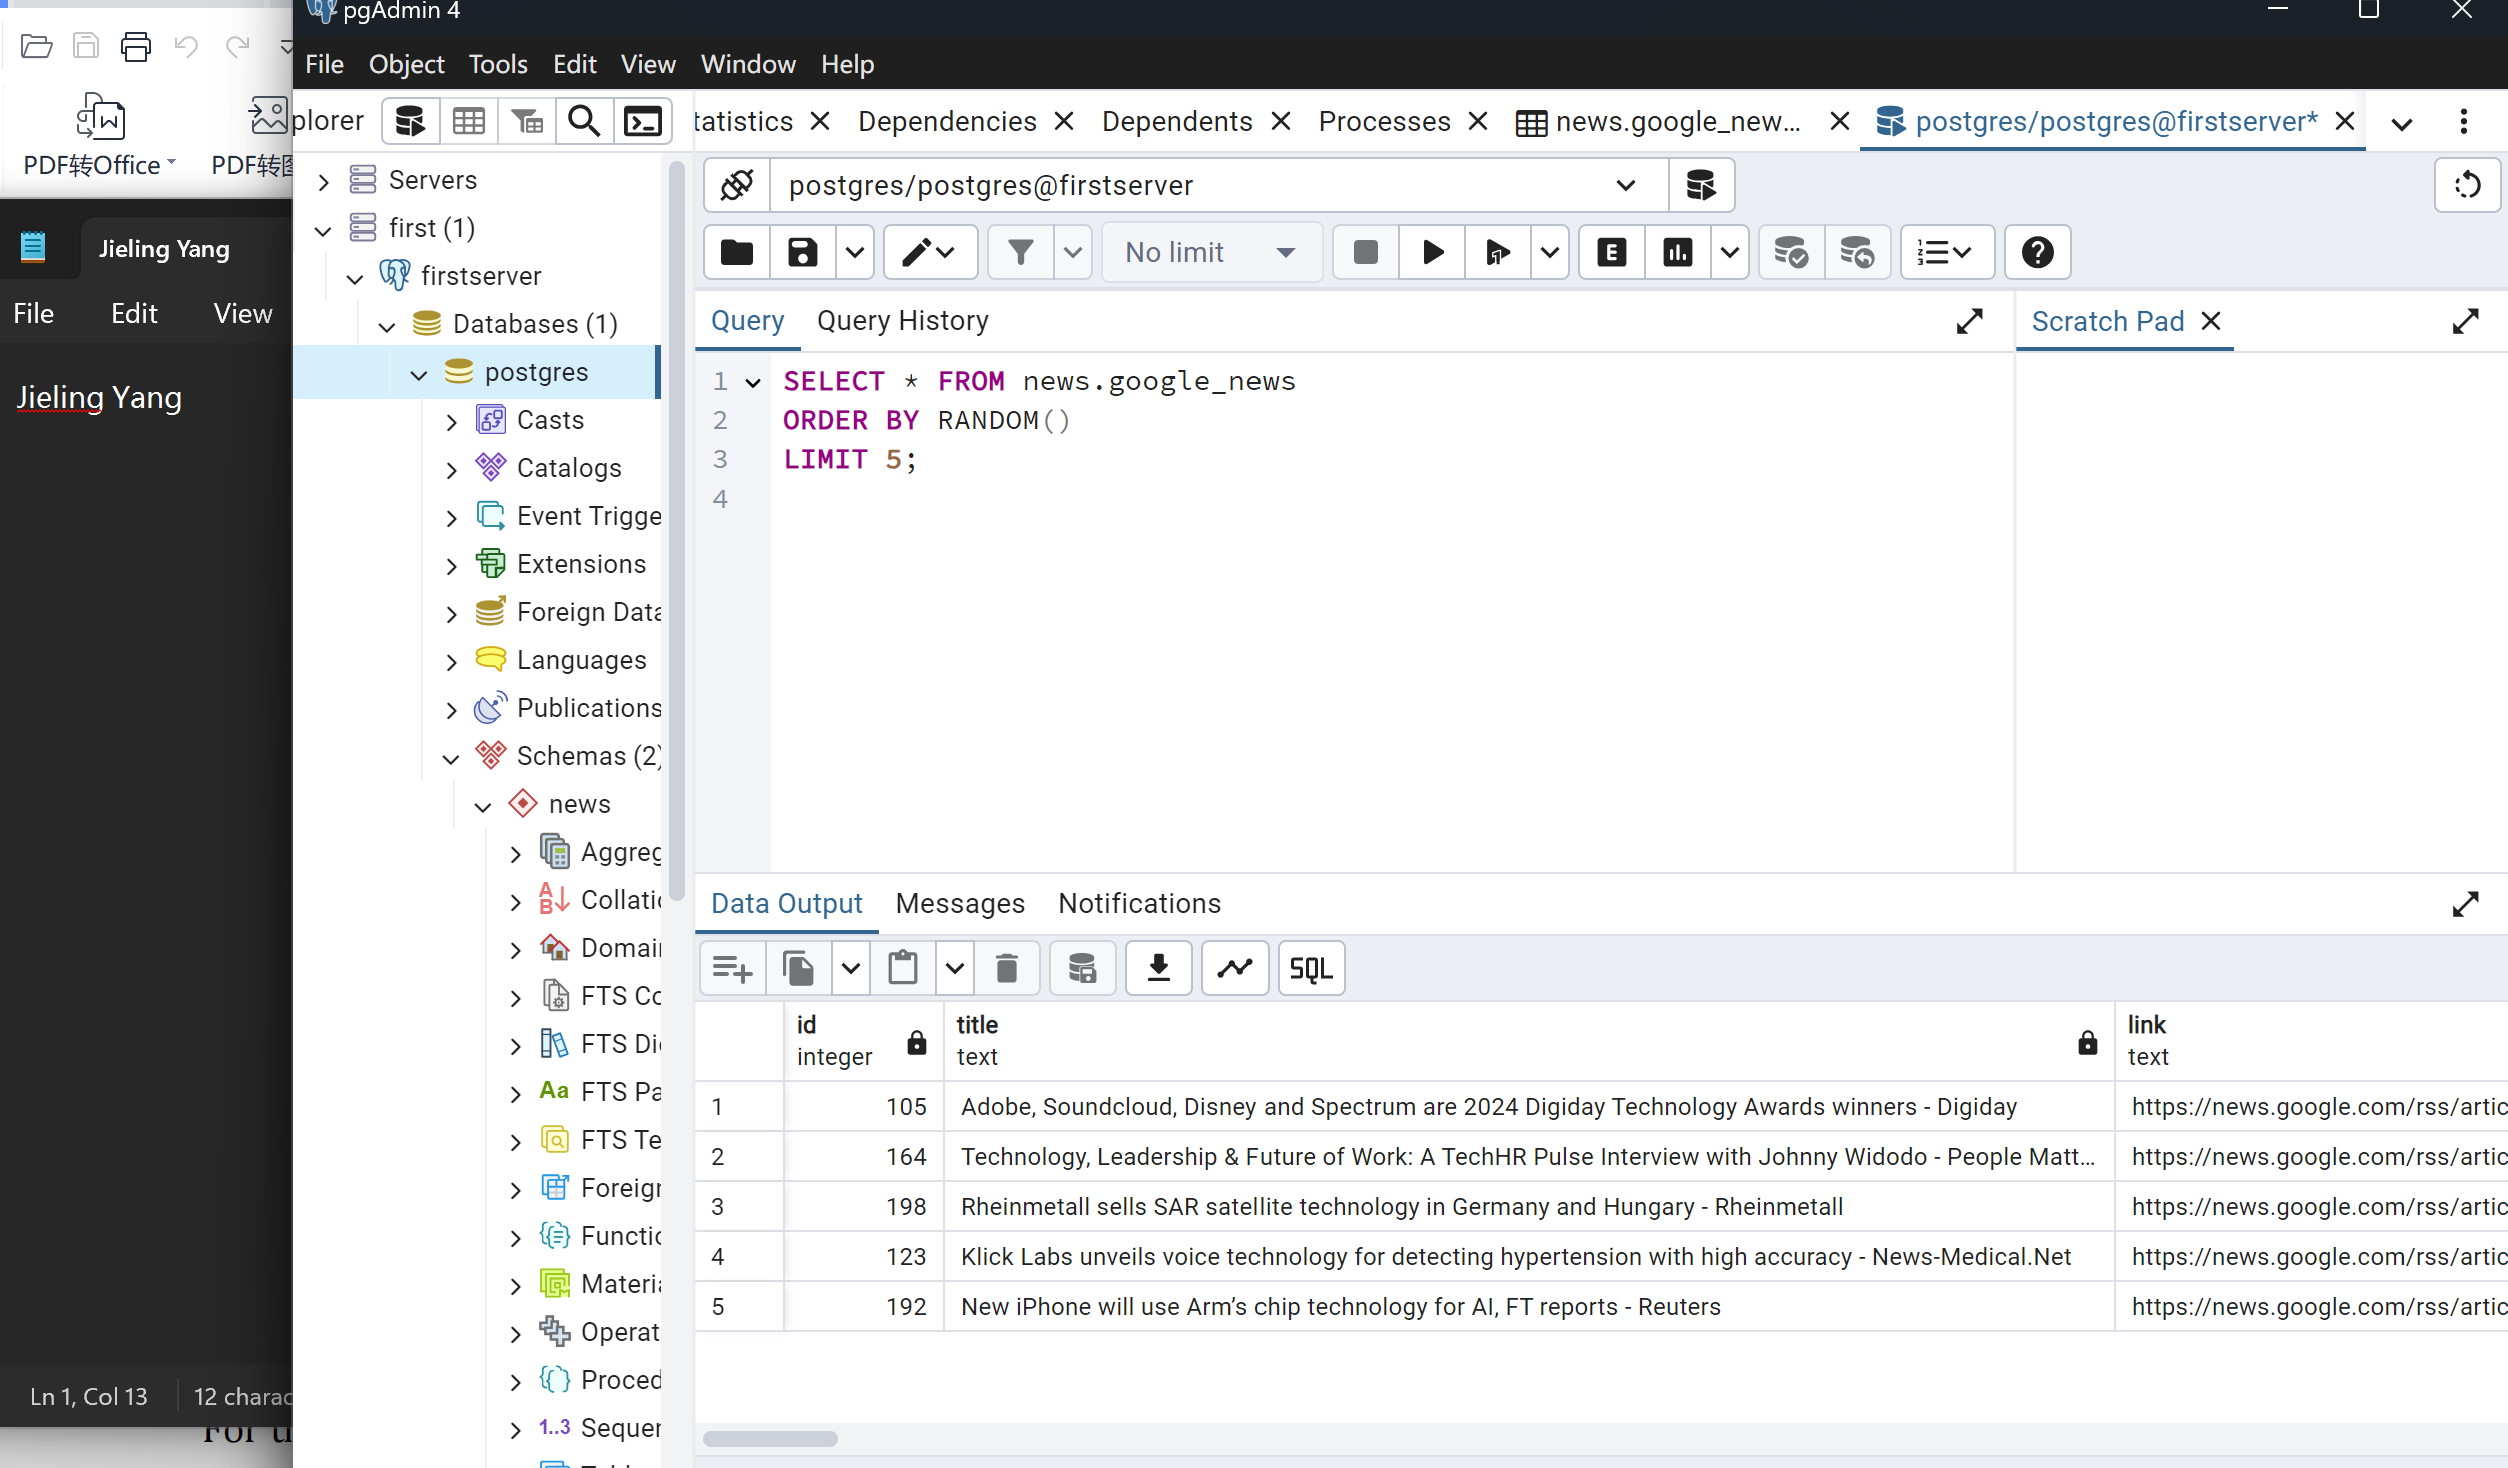 pgAdmin 4
File Object Tools Edit View Window Help
PDF转Office
PDF转图
Jieling Yang
File Edit View
Jieling Yang
Ln 1, Col 13 12 charac
plorer
tatistics Dependencies Dependents Processes news.google_new... postgres/postgres@firstserver*
Servers
first (1)
firstserver
Databases (1)
postgres
Casts
Catalogs
Event Trigge
Extensions
Foreign Data
Languages
Publications
Schemas (2)
news
Aggreg
Collatio
Domain
FTS Co
FTS Dic
FTS Pa
FTS Te
Foreign
Functio
Materia
Operat
Proced
1..3 Sequen
postgres/postgres@firstserver
No limit
E
Query Query History
Scratch Pad
1 SELECT * FROM news.google_news
2 ORDER BY RANDOM()
3 LIMIT 5;
4
Data Output Messages Notifications
SQL
id title link
integer text text
1 105 Adobe, Soundcloud, Disney and Spectrum are 2024 Digiday Technology Awards winners - Digiday https://news.google.com/rss/artic
2 164 Technology, Leadership & Future of Work: A TechHR Pulse Interview with Johnny Widodo - People Matt... https://news.google.com/rss/artic
3 198 Rheinmetall sells SAR satellite technology in Germany and Hungary - Rheinmetall https://news.google.com/rss/artic
4 123 Klick Labs unveils voice technology for detecting hypertension with high accuracy - News-Medical.Net https://news.google.com/rss/artic
5 192 New iPhone will use Arm’s chip technology for AI, FT reports - Reuters https://news.google.com/rss/artic